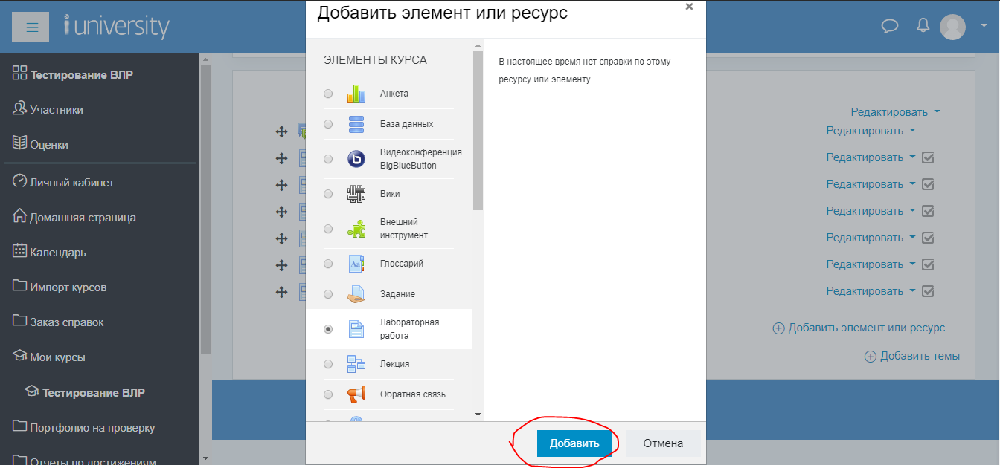 Добавить элемент или ресурс
×
i university
Тестирование ВЛР
Участники
Оценки
Личный кабинет
Домашняя страница
Календарь
Импорт курсов
Заказ справок
Мои курсы
Тестирование ВЛР
Портфолио на проверку
Отчеты по достижениям
ЭЛЕМЕНТЫ КУРСА
Анкета
База данных
Видеоконференция
BigBlueButton
Вики
Внешний
инструмент
Глоссарий
Задание
Лабораторная
работа
Лекция
Обратная связь
В настоящее время нет справки по этому
ресурсу или элементу
Редактировать
Редактировать
Редактировать
Редактировать
Редактировать
Редактировать
Редактировать
Редактировать
Добавить элемент или ресурс
Добавить темы
Добавить
Отмена